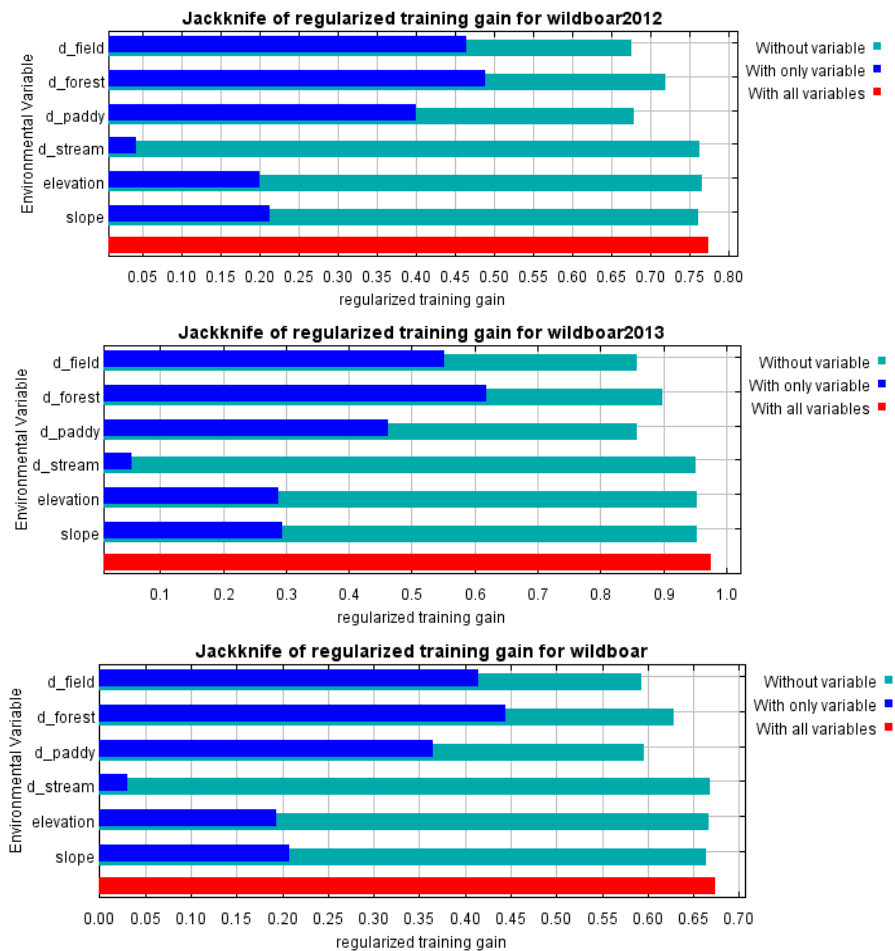 Jackknife of regularized training gain for wildboar2012
Environmental Variable
d_field
d_forest
d_paddy
d_stream
elevation
slope
Without variable
With only variable
With all variables
0.05 0.10 0.15 0.20 0.25 0.30 0.35 0.40 0.45 0.50 0.55 0.60 0.65 0.70 0.75 0.80
regularized training gain
Jackknife of regularized training gain for wildboar2013
Environmental Variable
d_field
d_forest
d_paddy
d_stream
elevation
slope
Without variable
With only variable
With all variables
0.1 0.2 0.3 0.4 0.5 0.6 0.7 0.8 0.9 1.0
regularized training gain
Jackknife of regularized training gain for wildboar
Environmental Variable
d_field
d_forest
d_paddy
d_stream
elevation
slope
Without variable
With only variable
With all variables
0.00 0.05 0.10 0.15 0.20 0.25 0.30 0.35 0.40 0.45 0.50 0.55 0.60 0.65 0.70
regularized training gain